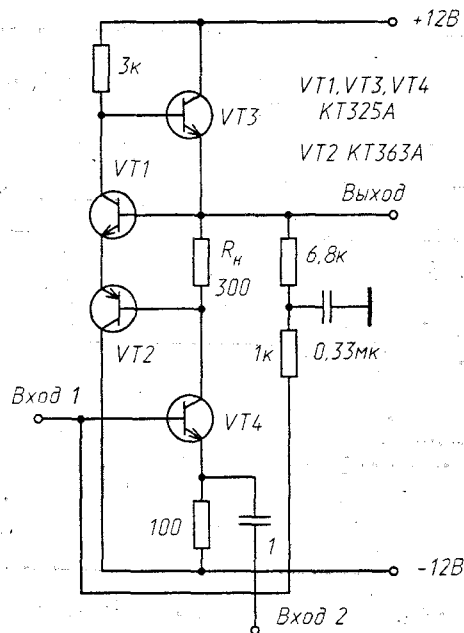 +12В
3к
VT3
VT1,VT3,VT4
КТ325А
VT2 КТ363А
VT1
Выход
Rн
300
6,8к
VT2
1к
0,33мк
Вход 1
VT4
100
1
-12В
Вход 2